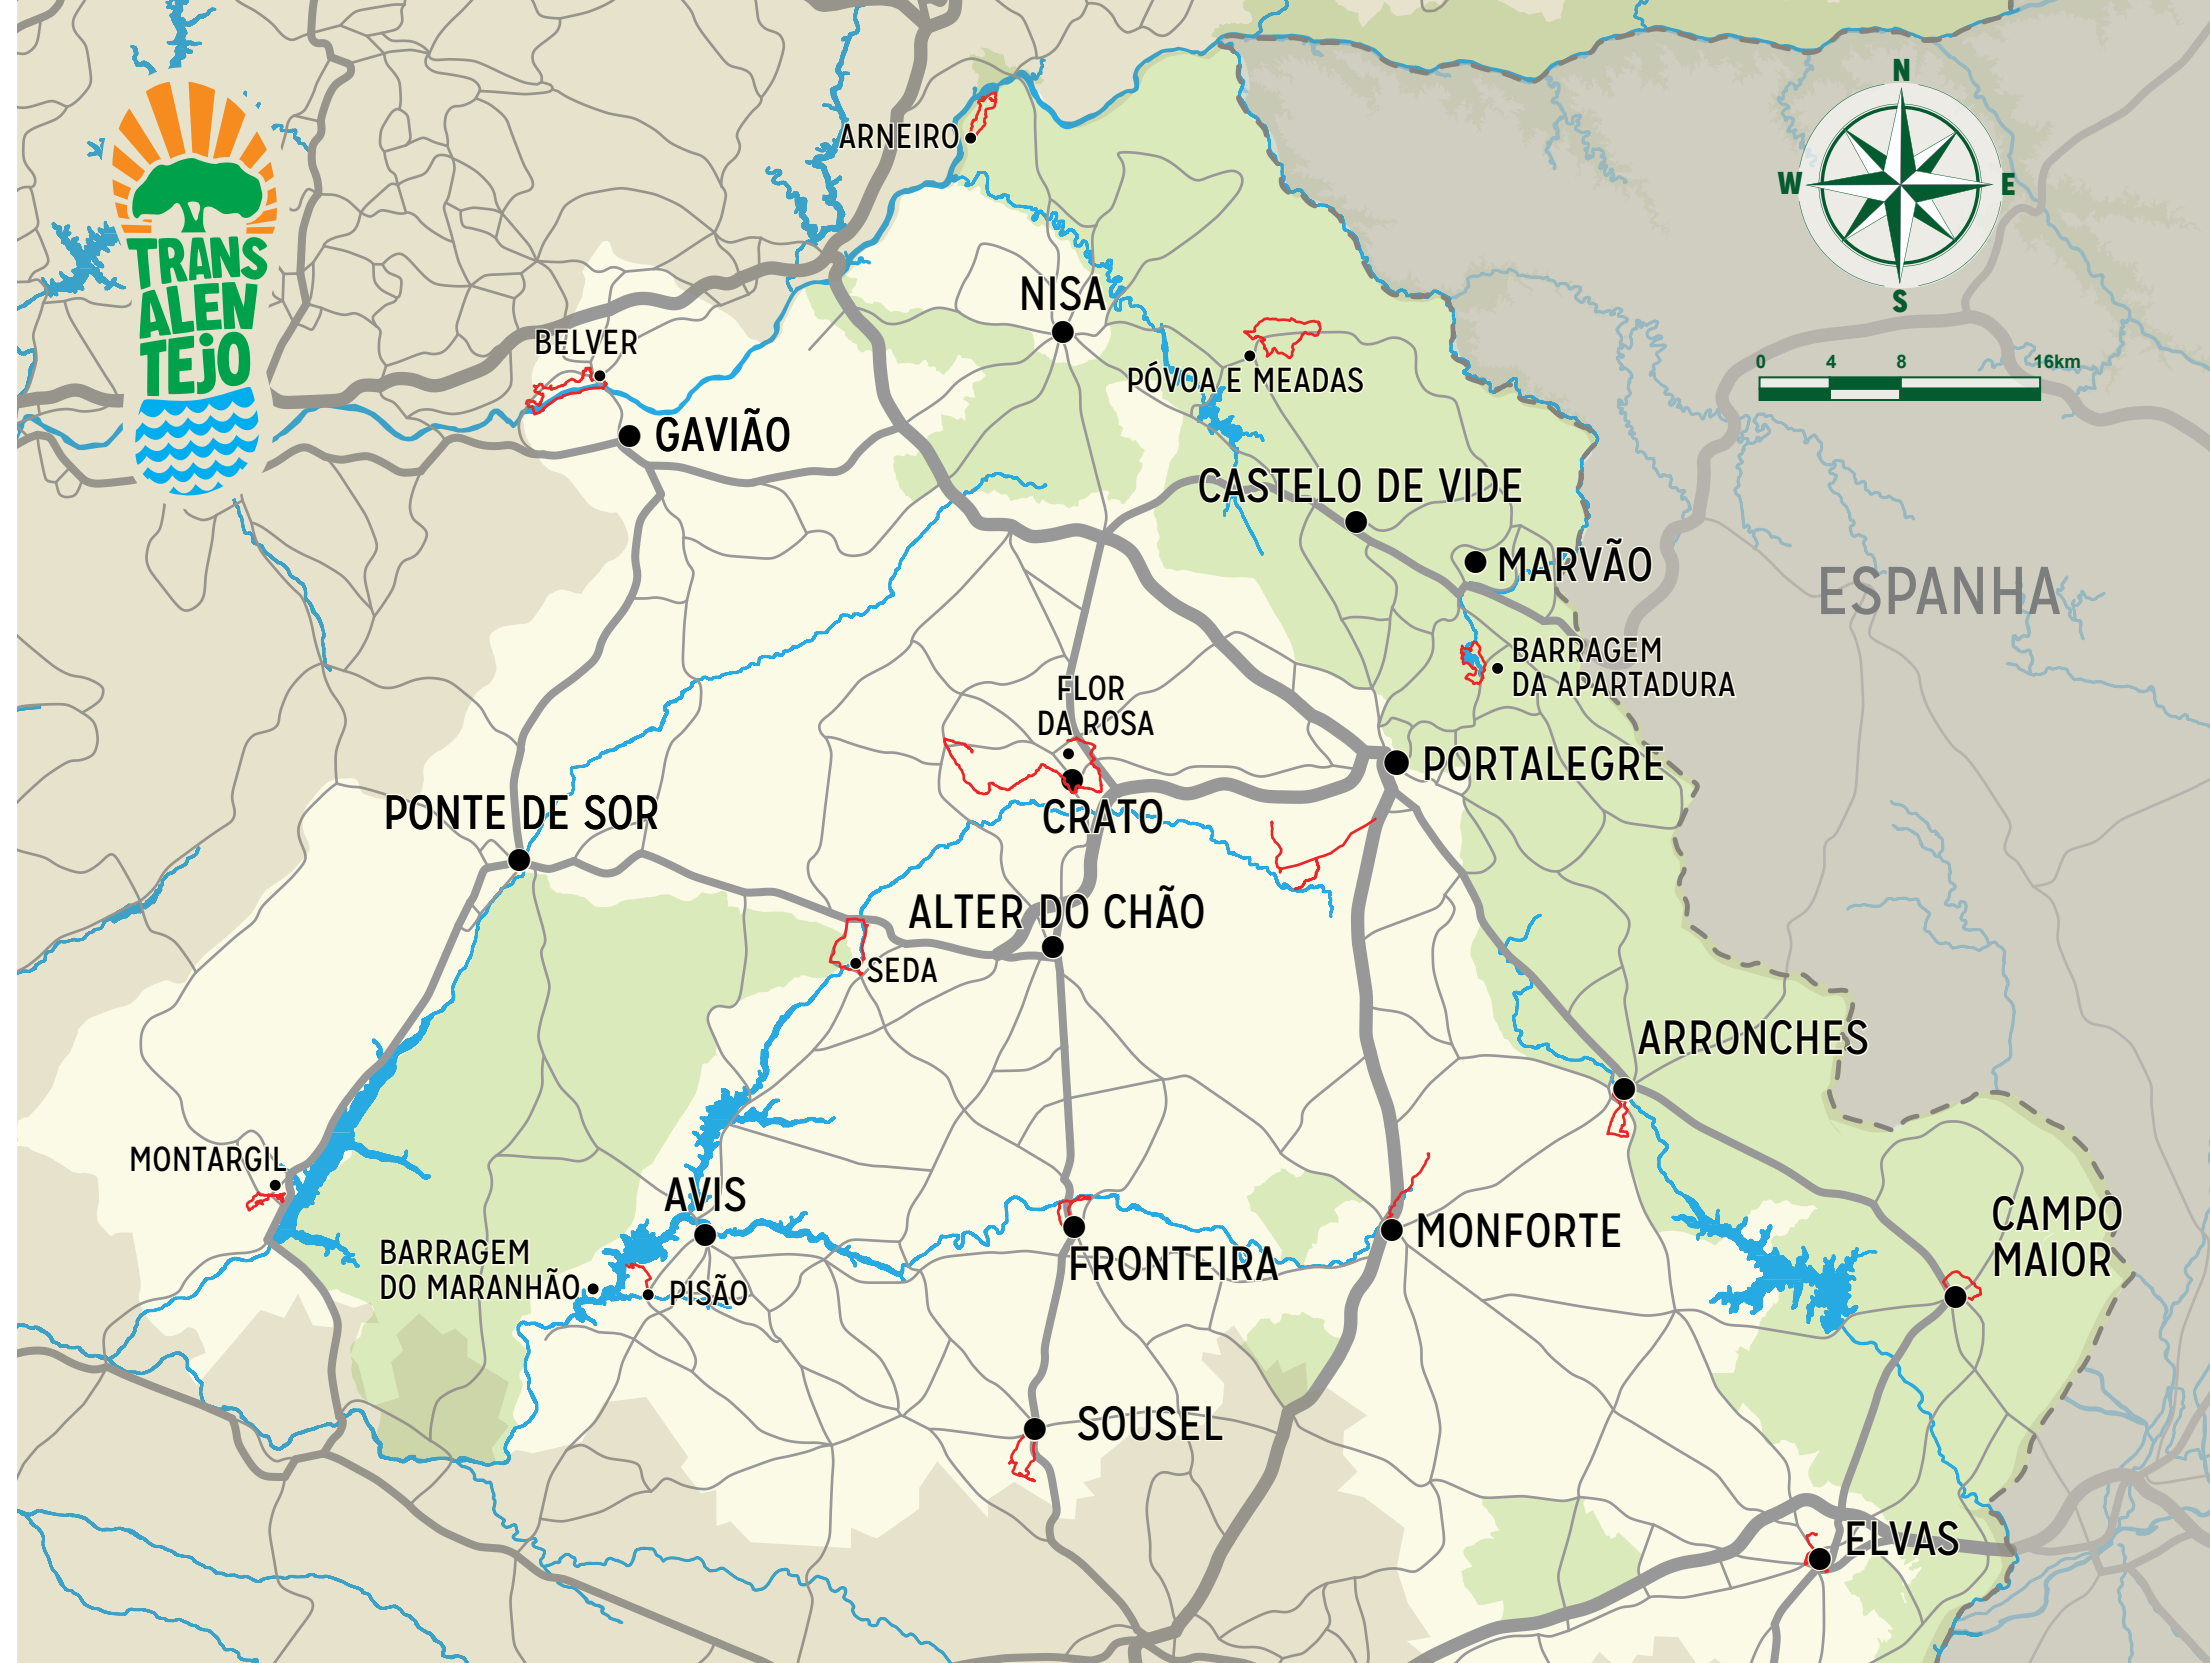 N
ARNEIRO
W
E
TRANS
ALEN
TEjO
NISA
S
BELVER
0 4 8 16km
PÓVOA E MEADAS
GAVIÃO
CASTELO DE VIDE
MARVÃO
ESPANHA
BARRAGEM
DA APARTADURA
FLOR
DA ROSA
PORTALEGRE
PONTE DE SOR
CRATO
ALTER DO CHÃO
SEDA
ARRONCHES
MONTARGIL
AVIS
CAMPO
MAIOR
MONFORTE
BARRAGEM
DO MARANHÃO
FRONTEIRA
PISÃO
SOUSEL
ELVAS